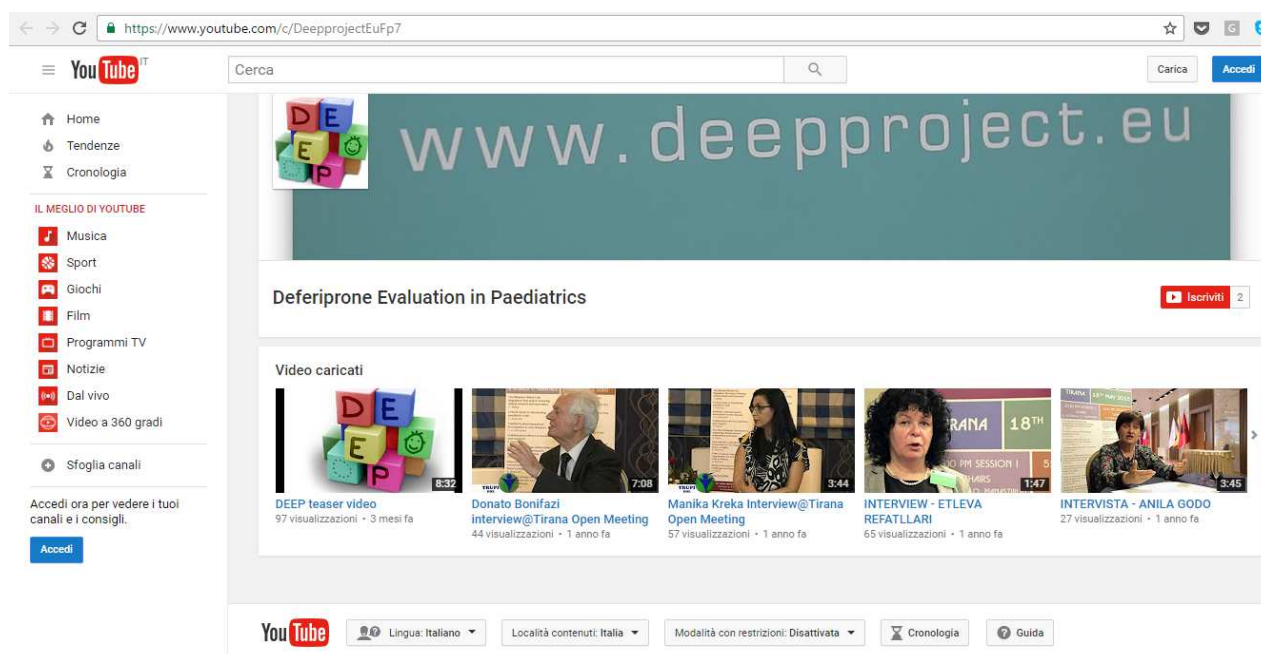 https://www.youtube.com/c/DeepprojectEuFp7
YouTube IT
Cerca
Carica
Accedi
Home
Tendenze
Cronologia
IL MEGLIO DI YOUTUBE
Musica
Sport
Giochi
Film
Programmi TV
Notizie
Dal vivo
Video a 360 gradi
Sfoglia canali
Accedi ora per vedere i tuoi
canali e i consigli.
Accedi
DEEP
www.deepproject.eu
Deferiprone Evaluation in Paediatrics
Iscriviti 2
Video caricati
DEEP
8:32
DEEP teaser video
97 visualizzazioni • 3 mesi fa
7:08
Donato Bonifazi
interview@Tirana Open Meeting
44 visualizzazioni • 1 anno fa
3:44
Manika Kreka Interview@Tirana
Open Meeting
57 visualizzazioni • 1 anno fa
RANA 18TH
PM SESSION I
1:47
INTERVIEW - ETLEVA
REFATLLARI
65 visualizzazioni • 1 anno fa
3:45
INTERVISTA - ANILA GODO
27 visualizzazioni • 1 anno fa
YouTube
Lingua: Italiano
Località contenuti: Italia
Modalità con restrizioni: Disattivata
Cronologia
Guida